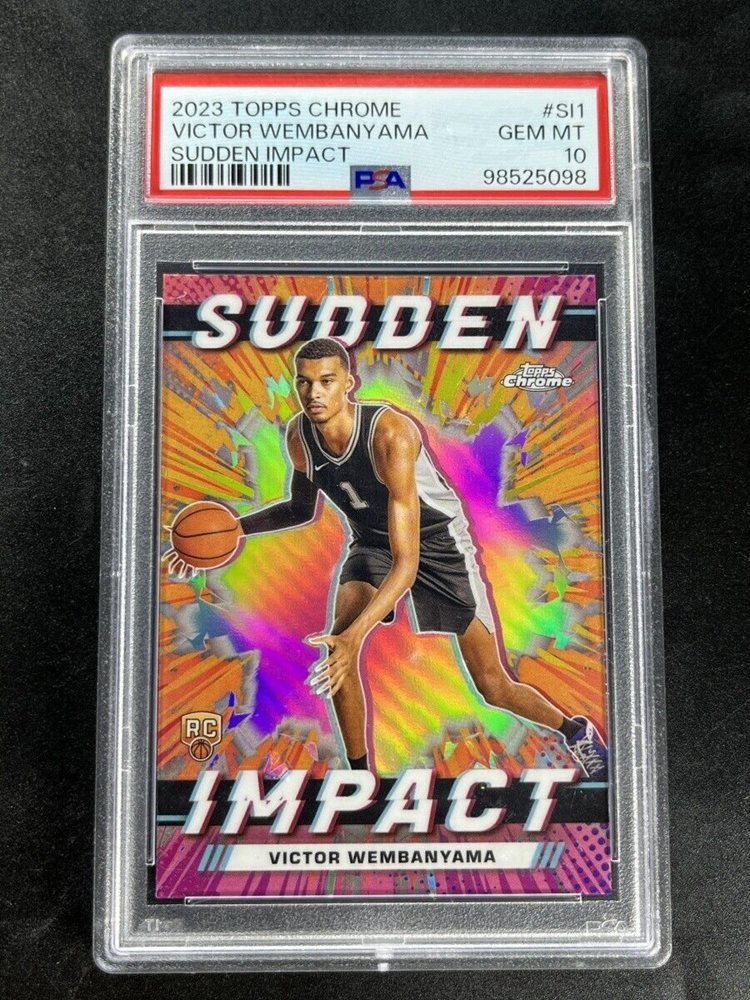 2023 TOPPS CHROME #SI1
VICTOR WEMBANYAMA GEM MT
SUDDEN IMPACT 10
PSA 98525098
SUDDEN
Topps
Chrome
1
RC
IMPACT
VICTOR WEMBANYAMA